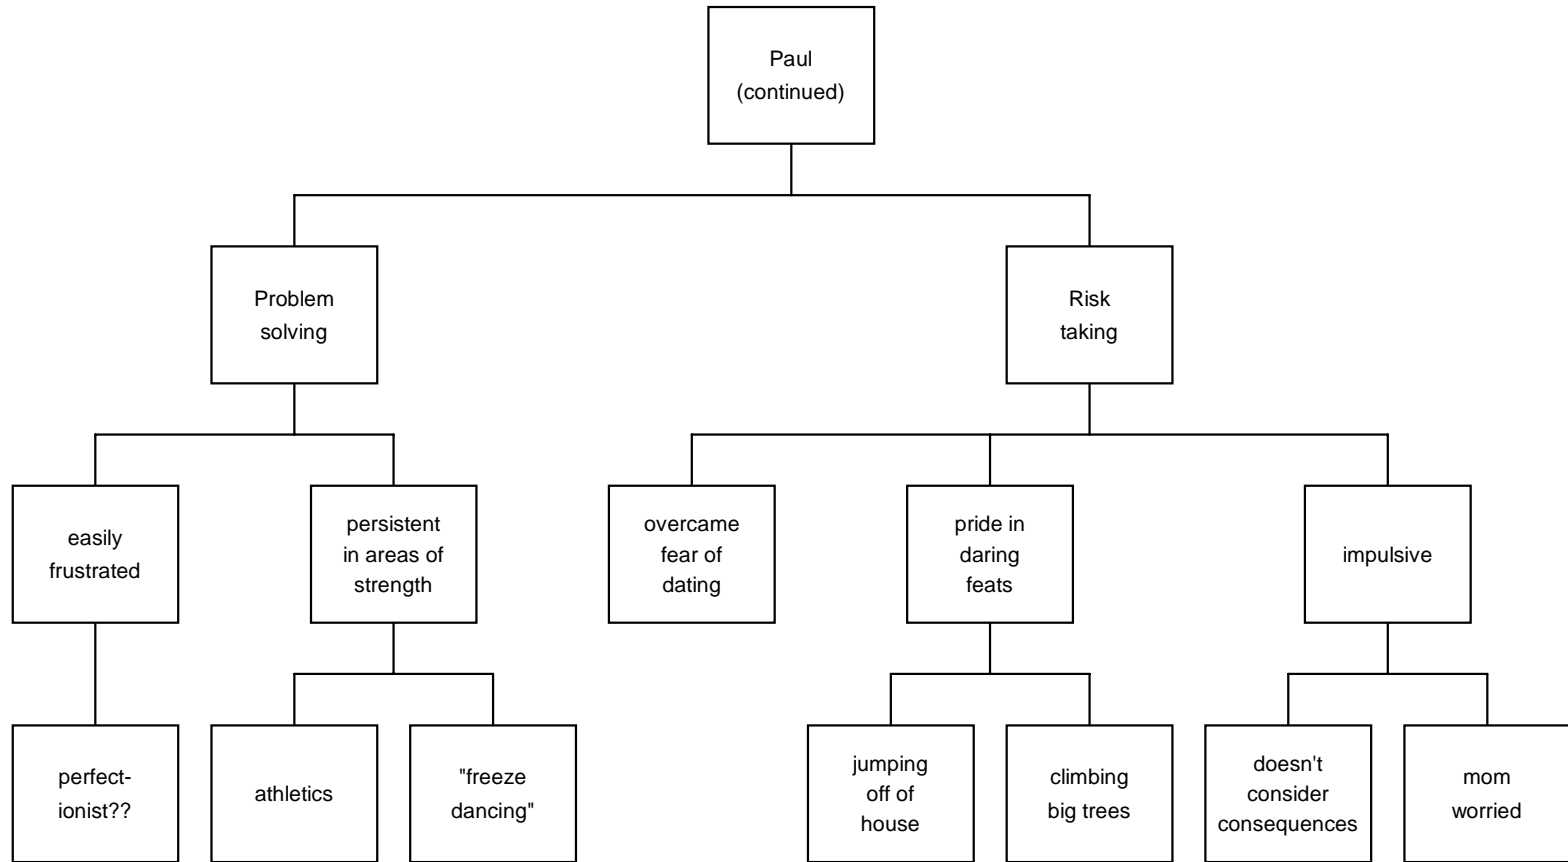 Paul
(continued)
Problem
solving
Risk
taking
easily
frustrated
persistent
in areas of
strength
overcame
fear of
dating
pride in
daring
feats
impulsive
perfect-
ionist??
athletics
"freeze
dancing"
jumping
off of
house
climbing
big trees
doesn't
consider
consequences
mom
worried